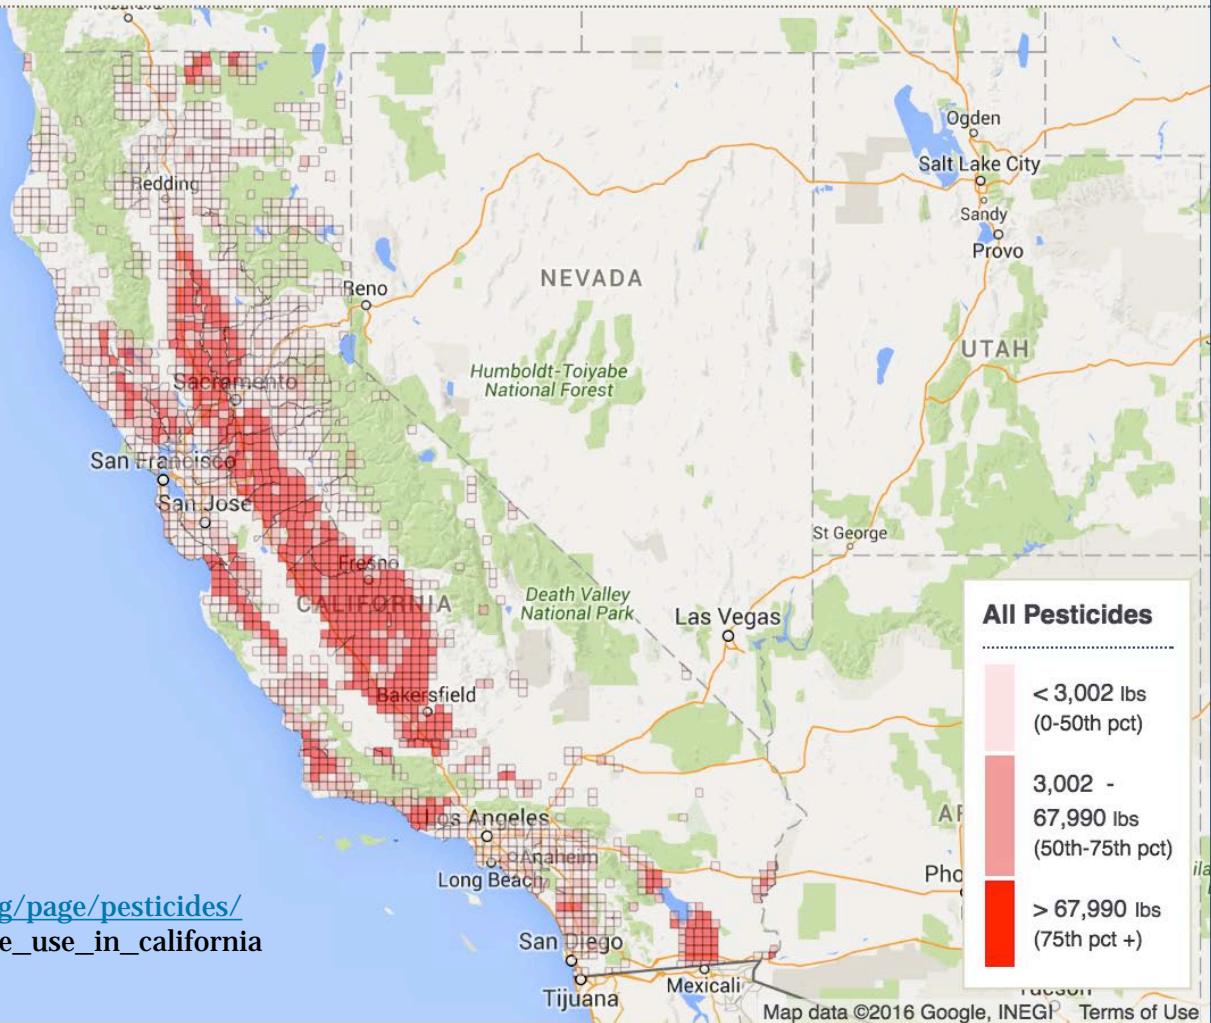 Ogden
Salt Lake City
Sandy
Provo
Redding
NEVADA
Reno
UTAH
Humboldt-Toiyabe
National Forest
Sacramento
San Francisco
San Jose
St George
Fresno
CALIFORNIA
Death Valley
National Park
Las Vegas
All Pesticides
< 3,002 lbs
(0-50th pct)
3,002 -
67,990 lbs
(50th-75th pct)
> 67,990 lbs
(75th pct +)
Bakersfield
Los Angeles
Anaheim
Long Beach
Pho
g/page/pesticides/
e_use_in_california
San Diego
Tijuana
Mexicali
Map data ©2016 Google, INEGI
Terms of Use